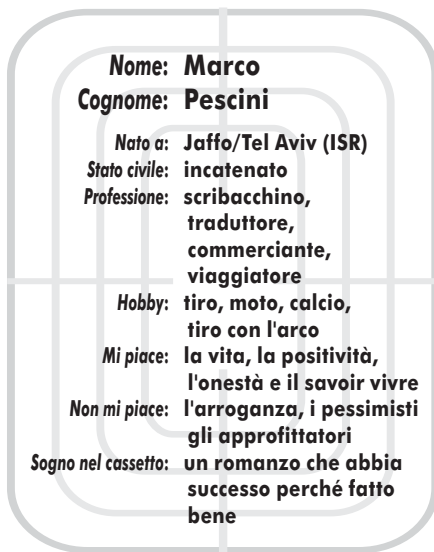 Nome: Marco
Cognome: Pescini
Nato a: Jaffo/Tel Aviv (ISR)
Stato civile: incatenato
Professione: scribacchino,
traduttore,
commerciante,
viaggiatore
Hobby: tiro, moto, calcio,
tiro con l'arco
Mi piace: la vita, la positività,
l'onestà e il savoir vivre
Non mi piace: l'arroganza, i pessimisti
gli approfittatori
Sogno nel cassetto: un romanzo che abbia
successo perché fatto
bene